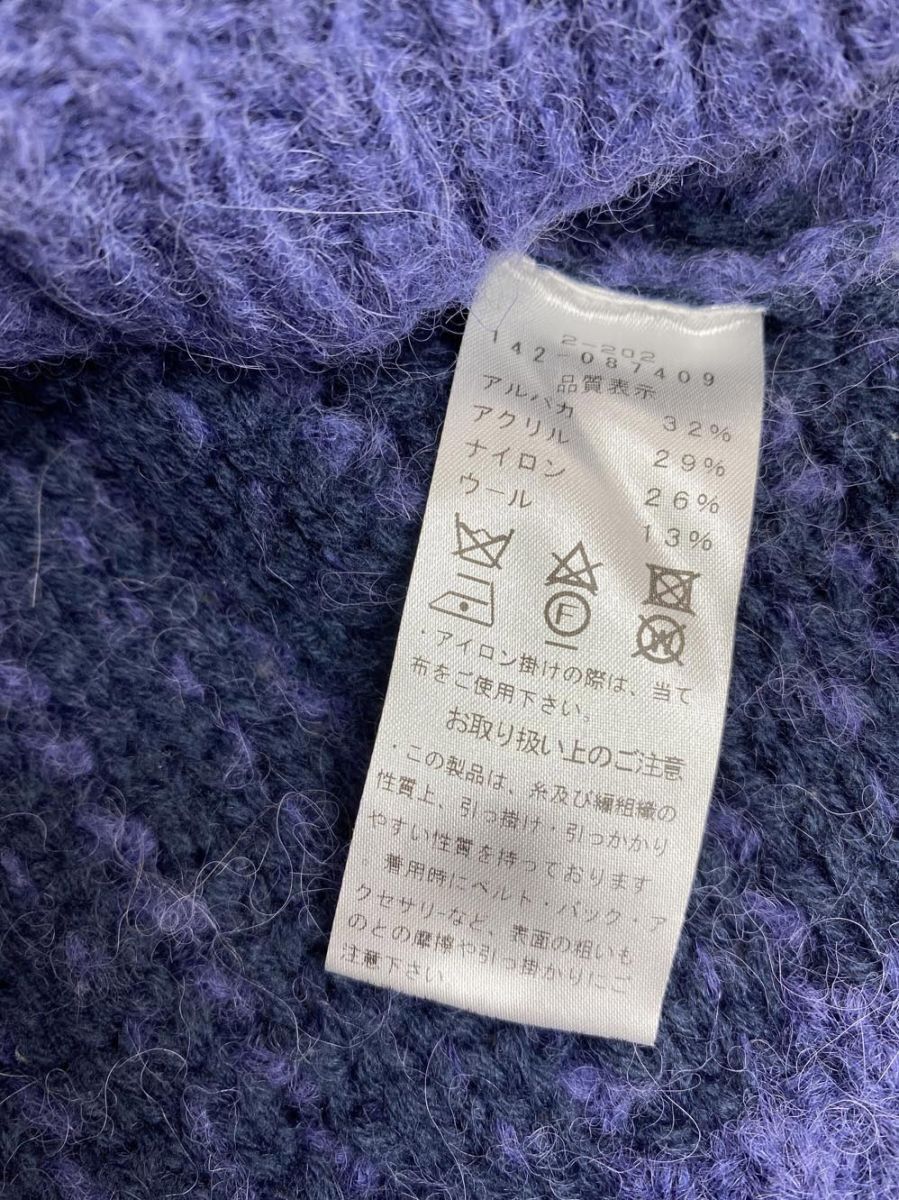 2-202
142-087409
品質表示
アルパカ 32%
アクリル 29%
ナイロン 26%
ウール 13%
F
W
・アイロン掛けの際は、当て
布をご使用下さい。
お取り扱い上のご注意
・この製品は、糸及び編組織の
性質上、引っ掛け・引っかかり
やすい性質を持っております
。着用時にベルト・バック・ア
クセサリーなど、表面の粗いも
のとの摩擦や引っ掛かりにご
注意下さい